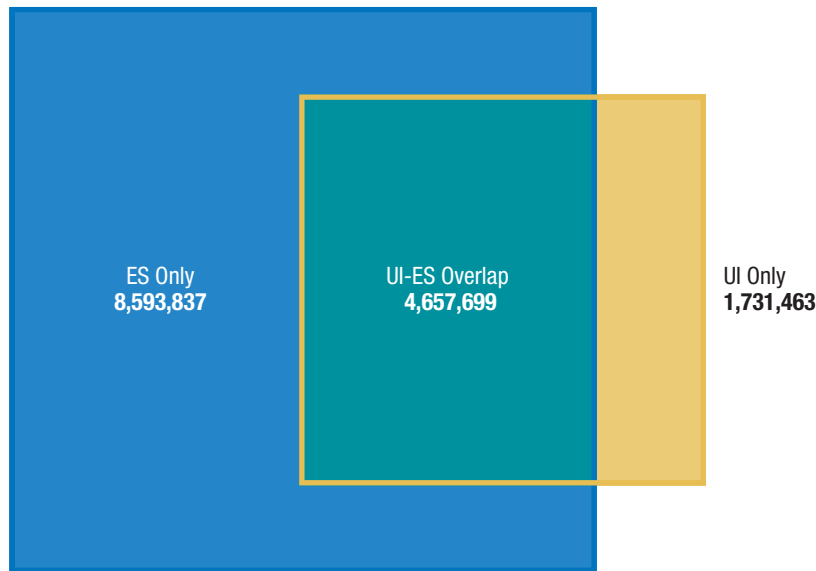 ES Only
8,593,837
UI-ES Overlap
4,657,699
UI Only
1,731,463